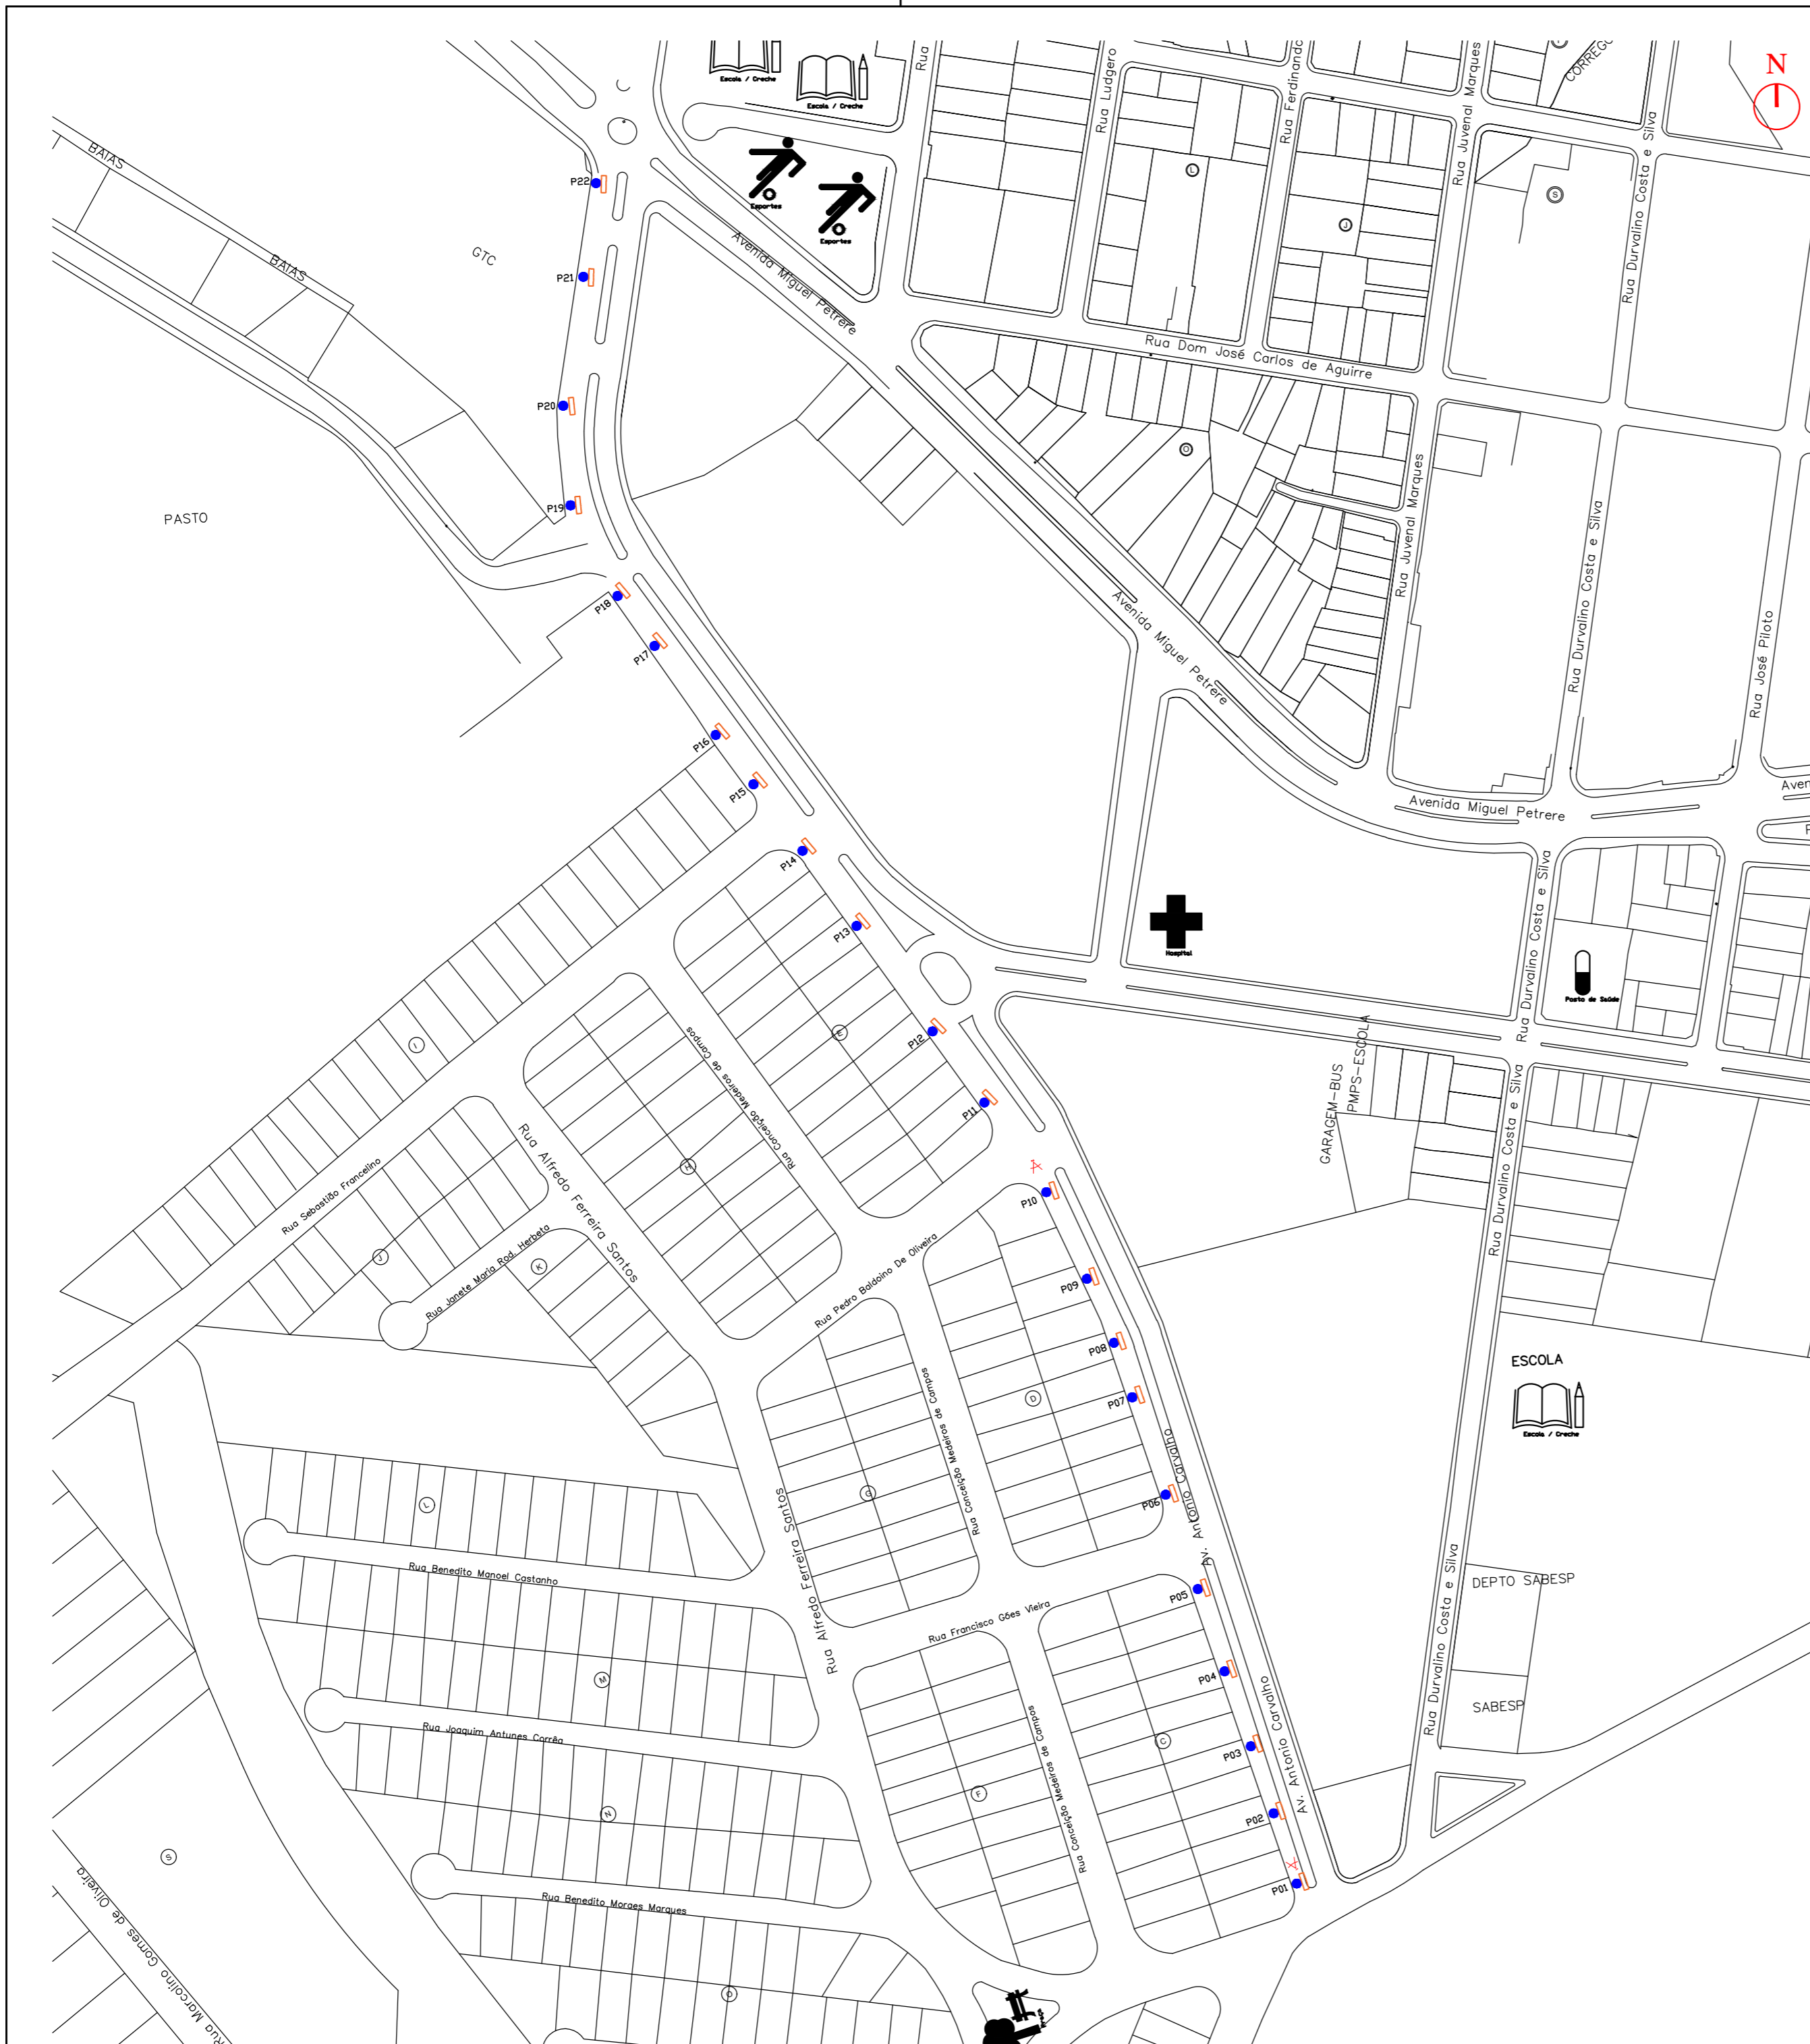 Escola / Creche
Escola / Creche
Rua
Rua Ludgero
Rua Ferdinando
Rua Juvenal Marques
CORREGO
Rua Durvalino Costa e Silva
N
BAIAS
BAIAS
GTC
P22
P21
P20
P19
Esportes
Esportes
Avenida Miguel Petrere
L
J
S
Rua Dom José Carlos de Aguirre
O
PASTO
Rua Juvenal Marques
Rua Durvalino Costa e Silva
Rua José Piloto
P18
P17
P16
P15
P14
P13
P12
P11
Avenida Miguel Petrere
Avenida Miguel Petrere
Aven
Hospital
Rua Durvalino Costa e Silva
Posto de Saúde
GARAGEM-BUS
PMPS-ESCOLA
Rua Durvalino Costa e Silva
I
E
H
Rua Conceição Medeiros de Campos
Rua Alfredo Ferreira Santos
Rua Sebastião Francelino
J
K
Rua Janete Maria Rod. Herbeta
A
P10
P09
P08
P07
P06
Rua Pedro Baldoino De Oliveira
D
G
Rua Conceição Medeiros de Campos
Av. Antonio Carvalho
ESCOLA
Escola / Creche
L
Rua Benedito Manoel Castanho
Rua Alfredo Ferreira Santos
Rua Francisco Góes Vieira
P05
P04
P03
P02
P01
DEPTO SABESP
SABESP
Rua Durvalino Costa e Silva
M
Rua Joaquim Antunes Corrêa
N
C
F
Rua Conceição Medeiros de Campos
Av. Antonio Carvalho
S
Rua Marcolino Gomes de Oliveira
Rua Benedito Moraes Marques
O